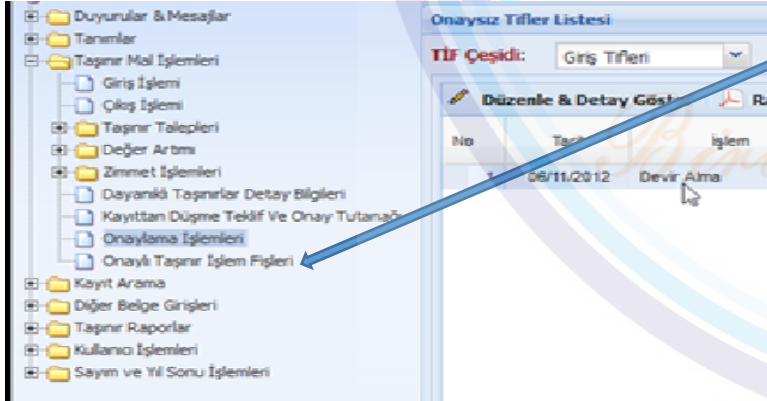 Duyurular & Mesajlar
Tanımlar
Taşınır Mal İşlemleri
Giriş İşlemi
Çıkış İşlemi
Taşınır Talepleri
Değer Artımı
Zimmet İşlemleri
Dayanıklı Taşınırlar Detay Bilgileri
Kayıttan Düşme Teklif Ve Onay Tutanağı
Onaylama İşlemleri
Onaylı Taşınır İşlem Fişleri
Kayıt Arama
Diğer Belge Girişleri
Taşınır Raporlar
Kullanıcı İşlemleri
Sayım ve Yıl Sonu İşlemleri
Onaysız Tifler Listesi
TİF Çeşidi: Giriş Tifleri
Düzenle & Detay Göster
No Tarih İşlem
1 06/11/2012 Devir Alma